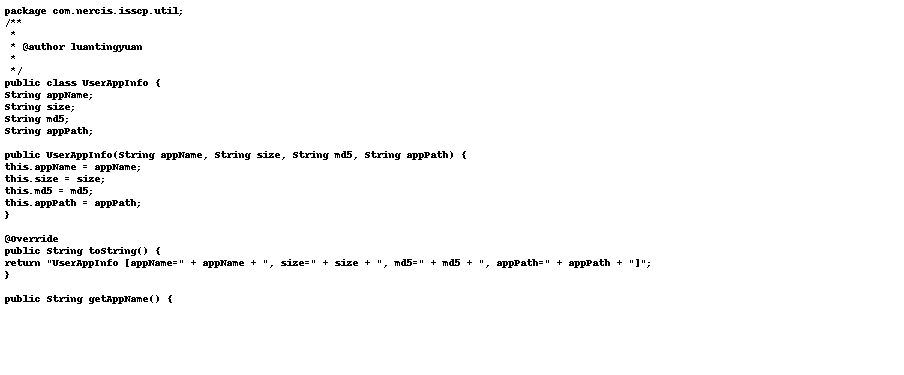 package com.nercis.isscp.util;
/**
*
* @author luantingyuan
*
*/
public class UserAppInfo {
String appName;
String size;
String md5;
String appPath;
public UserAppInfo(String appName, String size, String md5, String appPath) {
this.appName = appName;
this.size = size;
this.md5 = md5;
this.appPath = appPath;
}
@Override
public String toString() {
return "UserAppInfo [appName=" + appName + ", size=" + size + ", md5=" + md5 + ", appPath=" + appPath + "]";
}
public String getAppName() {